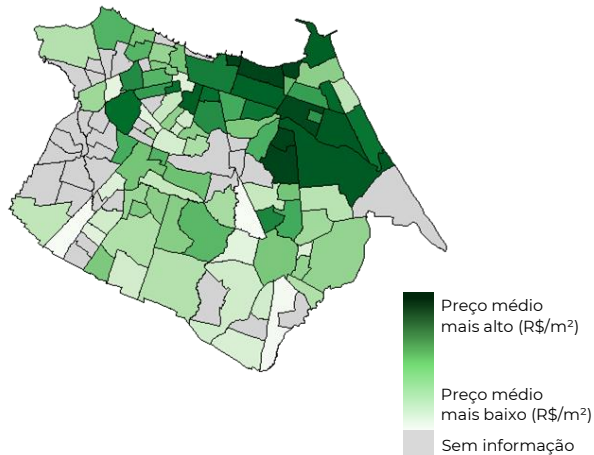 Preço médio
mais alto (R$/m²)
Preço médio
mais baixo (R$/m²)
Sem informação